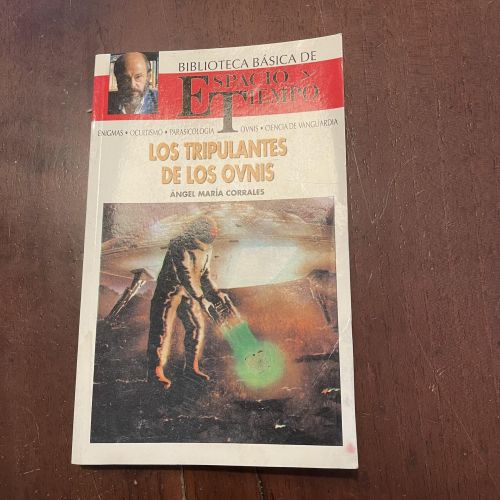 BIBLIOTECA BÁSICA DE
ESPACIO Y
TIEMPO
ENIGMAS • OCULTISMO • PARASICOLOGÍA OVNIS • CIENCIA DE VANGUARDIA
LOS TRIPULANTES
DE LOS OVNIS
ÁNGEL MARÍA CORRALES